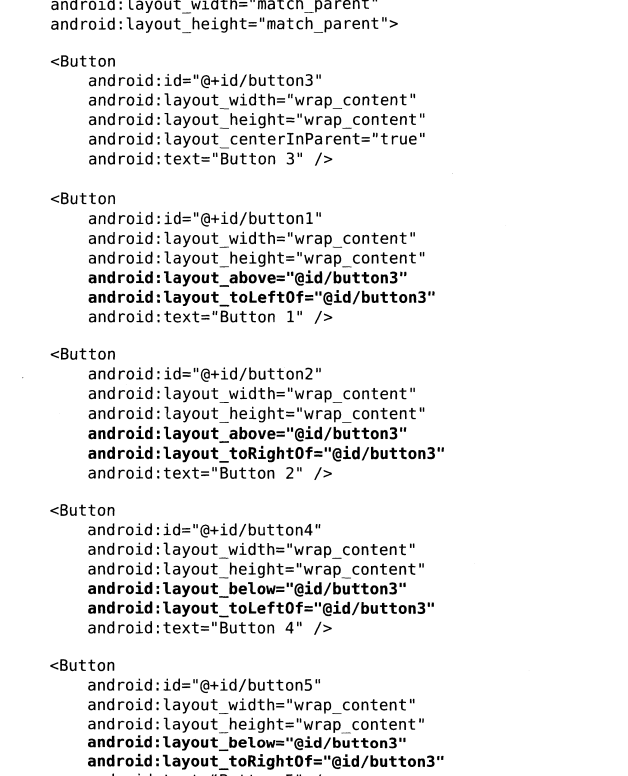 android:layout_width="match_parent"
android:layout_height="match_parent">
<Button
android:id="@+id/button3"
android:layout_width="wrap_content"
android:layout_height="wrap_content"
android:layout_centerInParent="true"
android:text="Button 3" />
<Button
android:id="@+id/button1"
android:layout_width="wrap_content"
android:layout_height="wrap_content"
android:layout_above="@id/button3"
android:layout_toLeftOf="@id/button3"
android:text="Button 1" />
<Button
android:id="@+id/button2"
android:layout_width="wrap_content"
android:layout_height="wrap_content"
android:layout_above="@id/button3"
android:layout_toRightOf="@id/button3"
android:text="Button 2" />
<Button
android:id="@+id/button4"
android:layout_width="wrap_content"
android:layout_height="wrap_content"
android:layout_below="@id/button3"
android:layout_toLeftOf="@id/button3"
android:text="Button 4" />
<Button
android:id="@+id/button5"
android:layout_width="wrap_content"
android:layout_height="wrap_content"
android:layout_below="@id/button3"
android:layout_toRightOf="@id/button3"